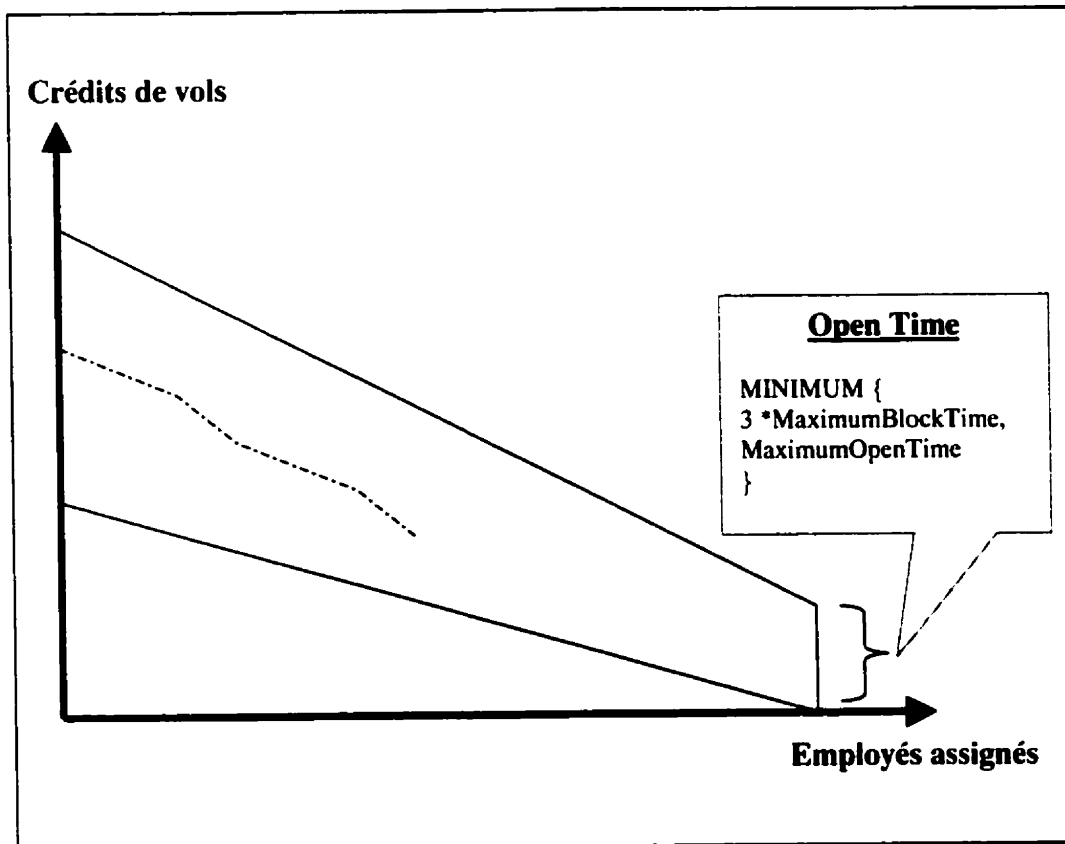 Crédits de vols
Open Time
MINIMUM {
3 *MaximumBlockTime,
MaximumOpenTime
}
Employés assignés